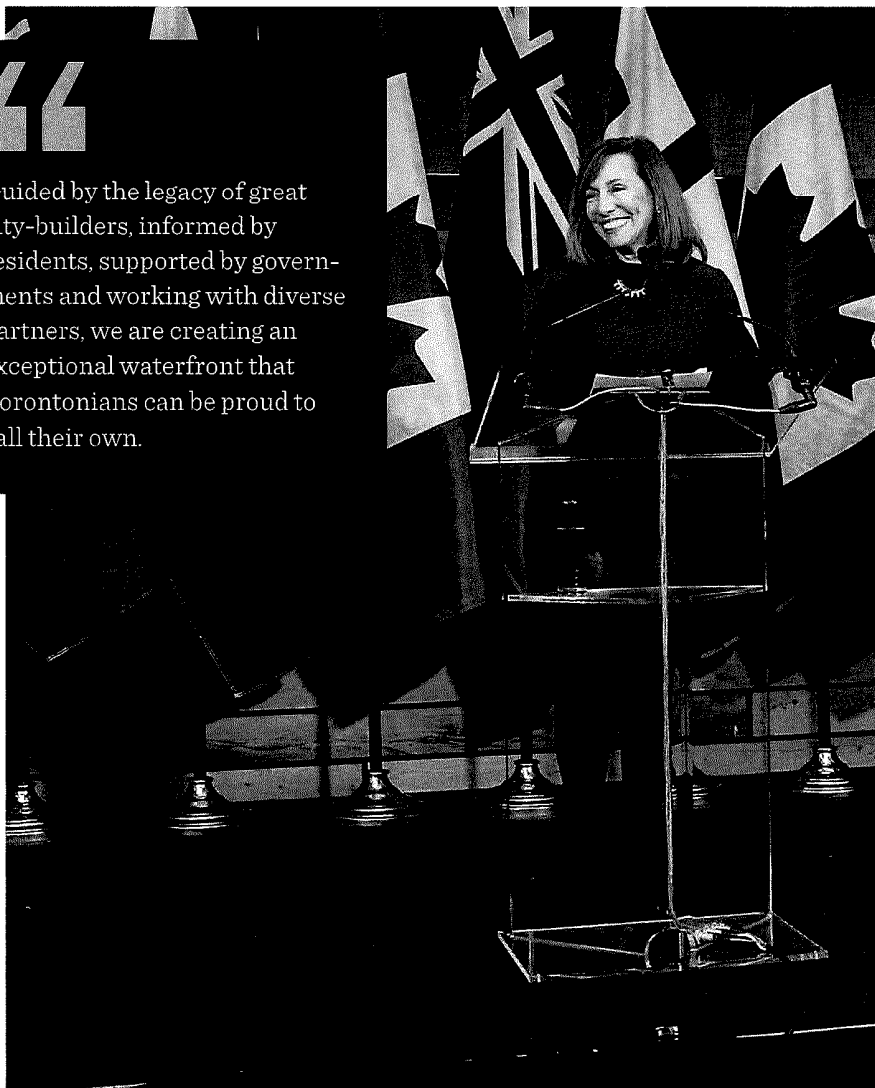 “
uided by the legacy of great
ity-builders, informed by
esidents, supported by govern-
nents and working with diverse
artners, we are creating an
xceptional waterfront that
orontonians can be proud to
all their own.